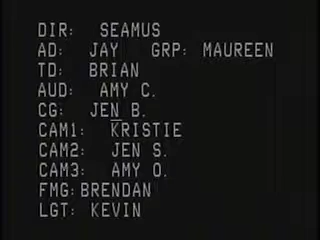 DIR: SEAMUS
AD: JAY GRP: MAUREEN
TD: BRIAN
AUD: AMY C.
CG: JEN B.
CAM1: KRISTIE
CAM2: JEN S.
CAM3: AMY O.
FMG: BRENDAN
LGT: KEVIN